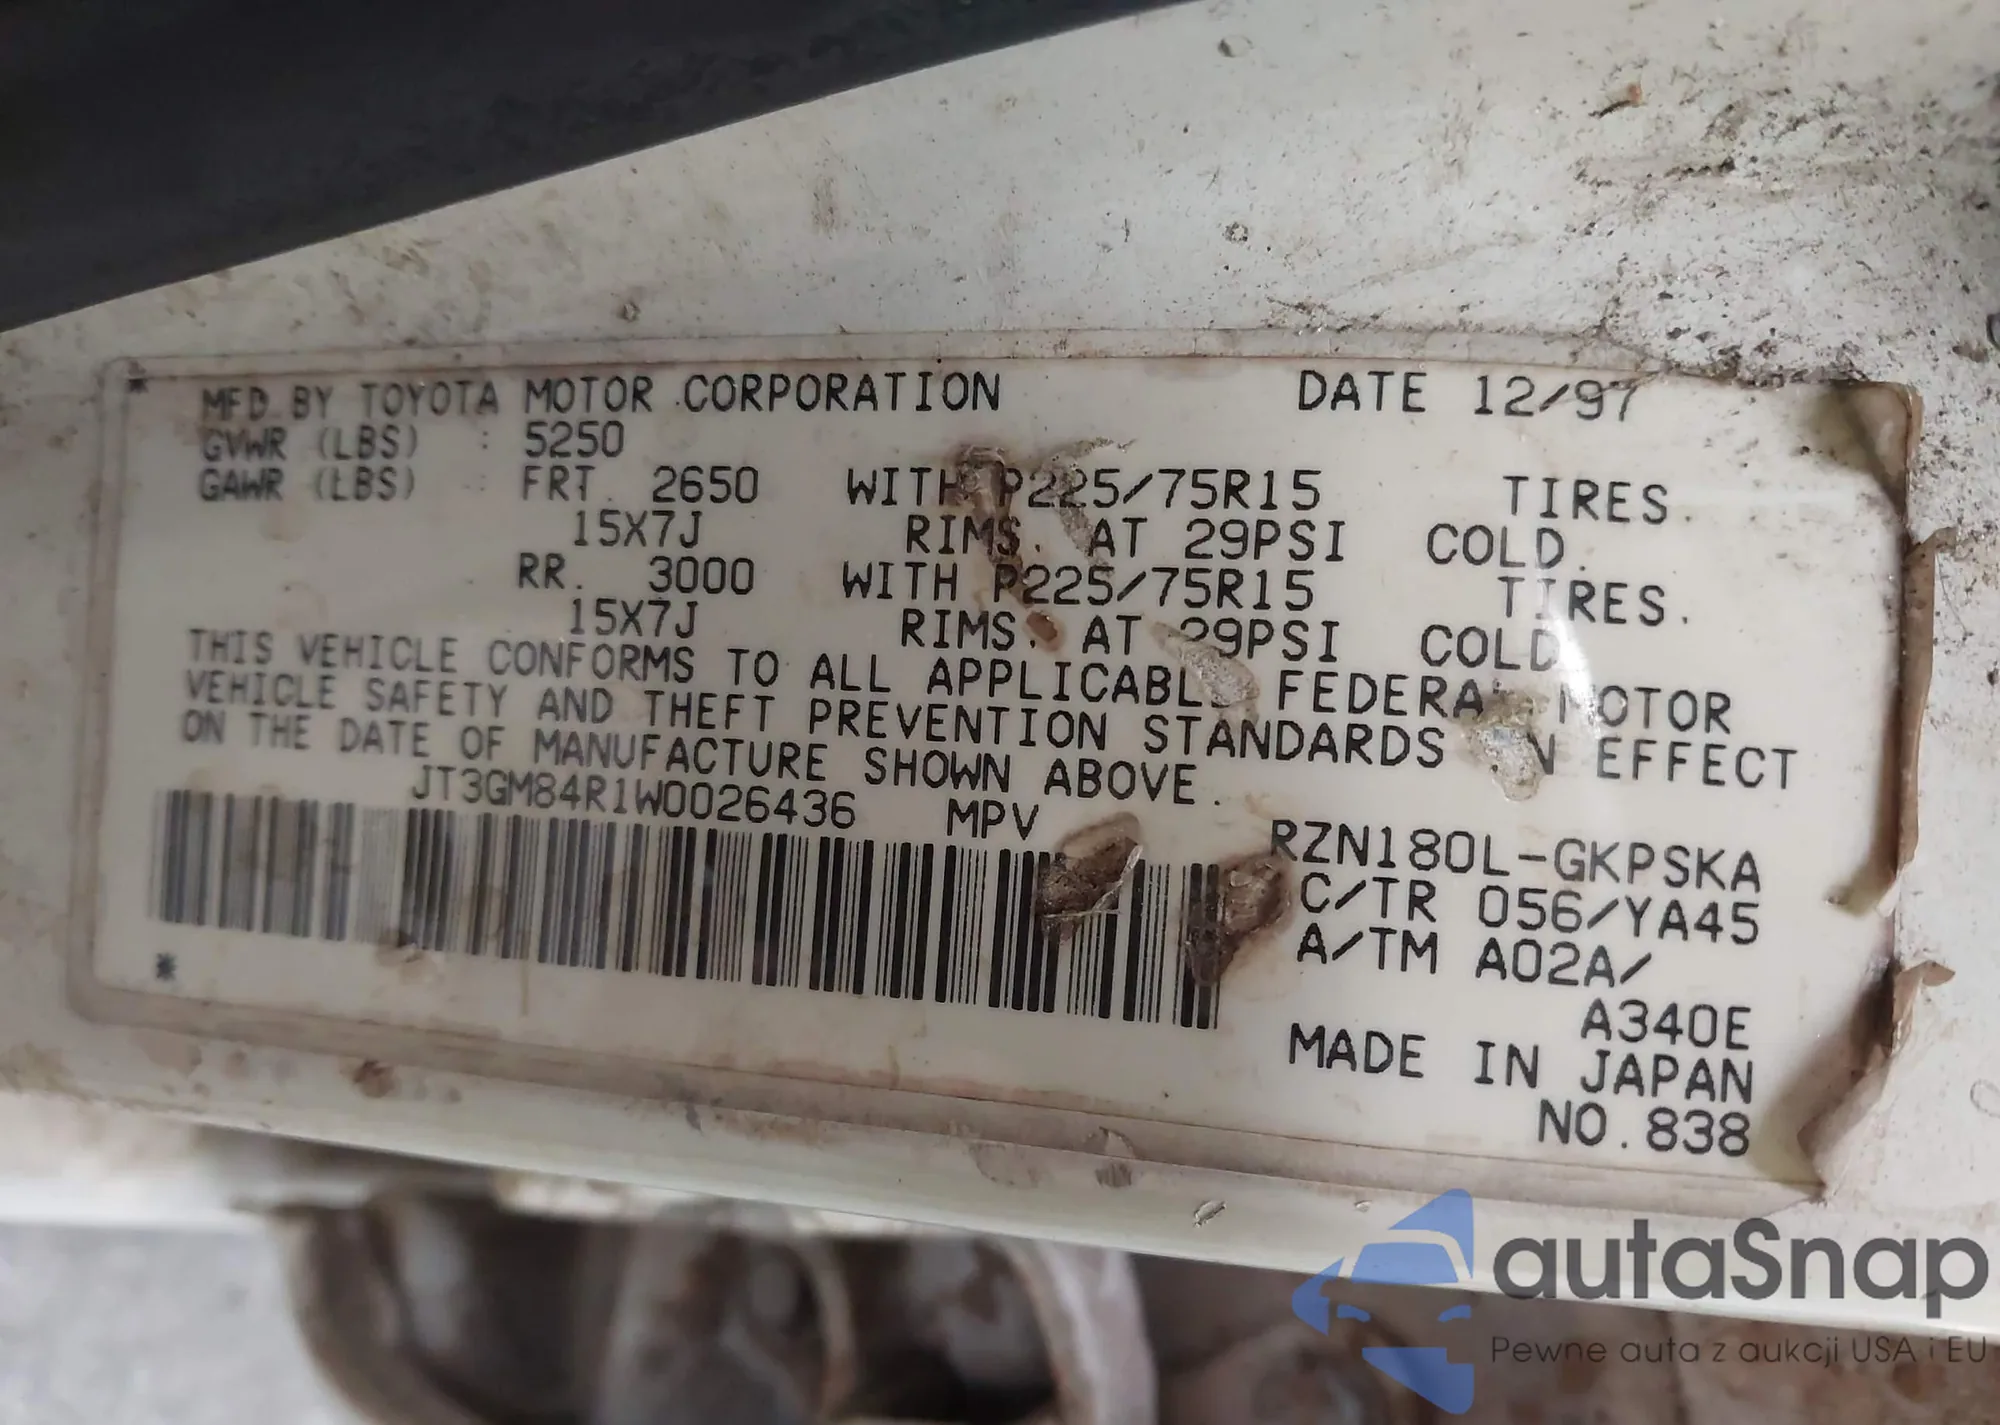 * MFD. BY TOYOTA MOTOR CORPORATION DATE 12/97
GVWR (LBS) : 5250
GAWR (LBS) : FRT. 2650 WITH P225/75R15 TIRES.
15X7J RIMS. AT 29PSI COLD.
RR. 3000 WITH P225/75R15 TIRES.
15X7J RIMS. AT 29PSI COLD
THIS VEHICLE CONFORMS TO ALL APPLICABLE FEDERAL MOTOR
VEHICLE SAFETY AND THEFT PREVENTION STANDARDS IN EFFECT
ON THE DATE OF MANUFACTURE SHOWN ABOVE.
JT3GM84R1W0026436 MPV
RZN180L-GKPSKA
C/TR 056/YA45
A/TM A02A/
*
A340E
MADE IN JAPAN
NO.838
autaSnap
Pewne auta z aukcji USA i EU